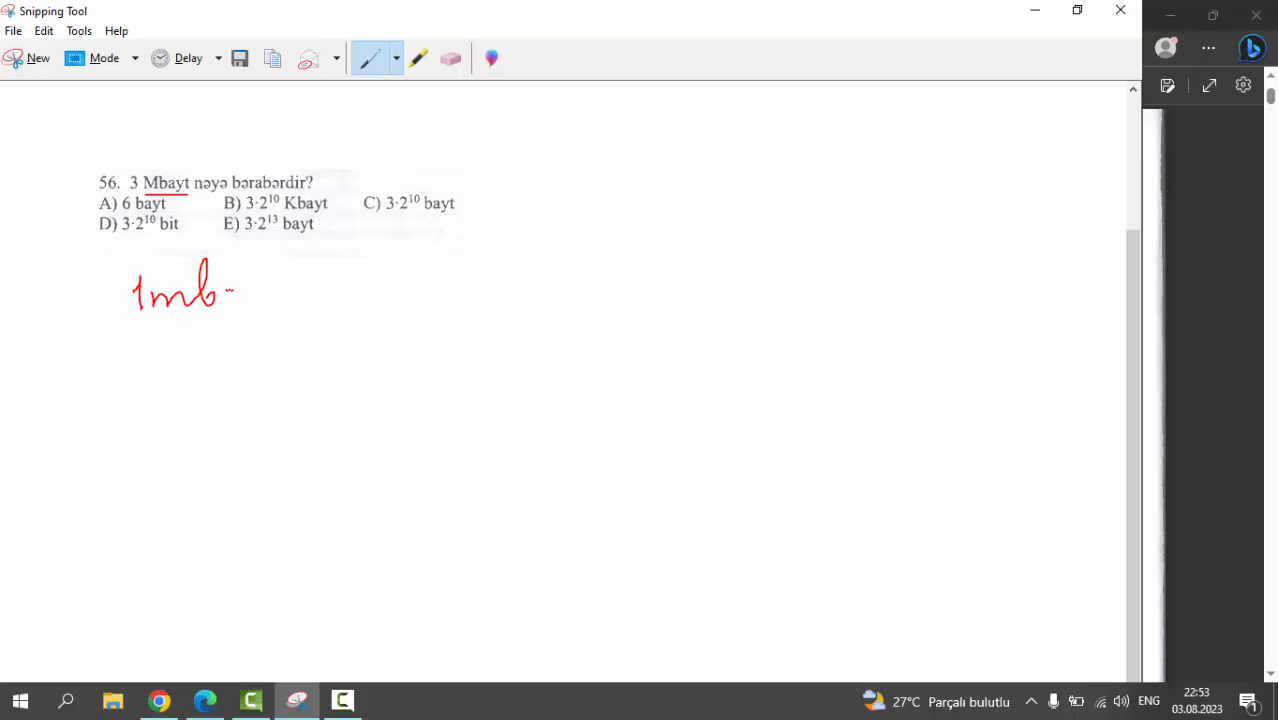 Snipping Tool
File Edit Tools Help
New Mode Delay
56. 3 Mbayt nəyə bərabərdir?
A) 6 bayt B) 3·2¹⁰ Kbayt C) 3·2¹⁰ bayt
D) 3·2¹⁰ bit E) 3·2¹³ bayt
1mb -
27°C Parçalı bulutlu ENG 22:53
03.08.2023
1